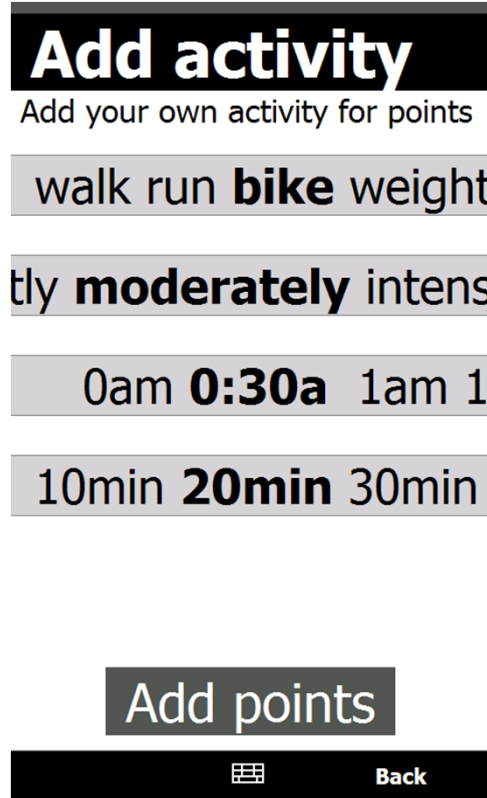 Add activity
Add your own activity for points
walk run bike weight
tly moderately intens
0am 0:30a 1am 1
10min 20min 30min
Add points
Back